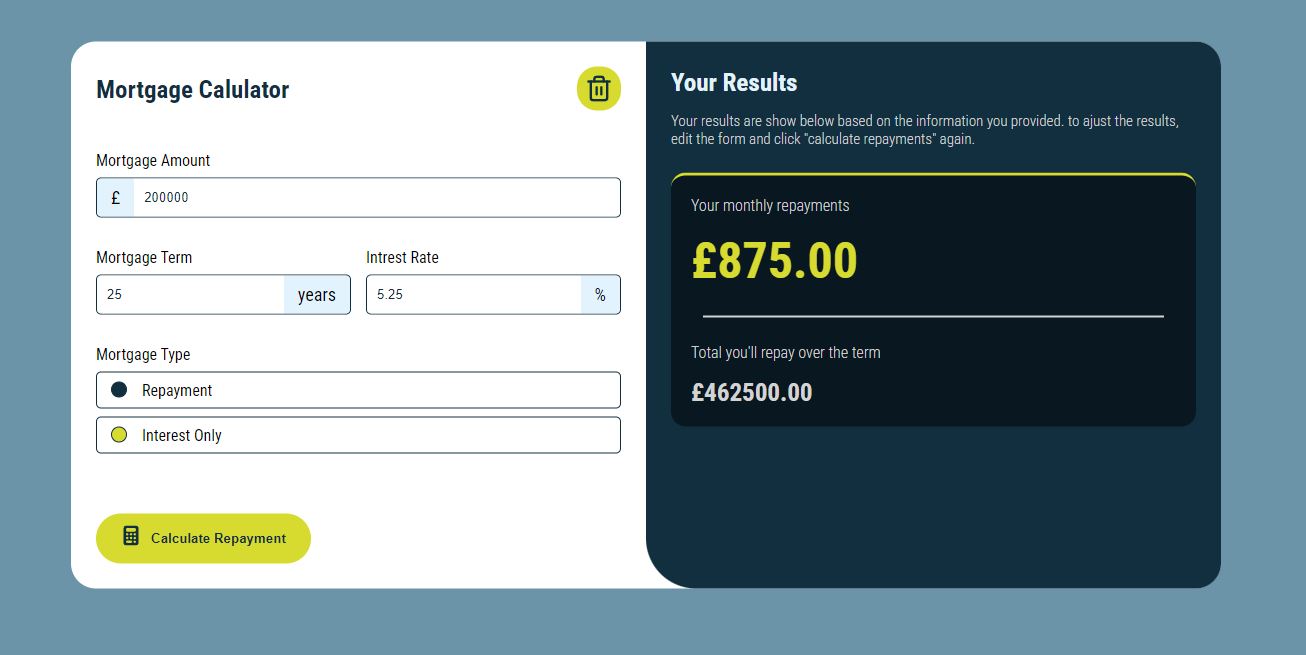 Mortgage Calulator
Mortgage Amount
£ 200000
Mortgage Term
Intrest Rate
25 years
5.25 %
Mortgage Type
Repayment
Interest Only
Calculate Repayment
Your Results
Your results are show below based on the information you provided. to ajust the results,
edit the form and click "calculate repayments" again.
Your monthly repayments
£875.00
Total you'll repay over the term
£462500.00